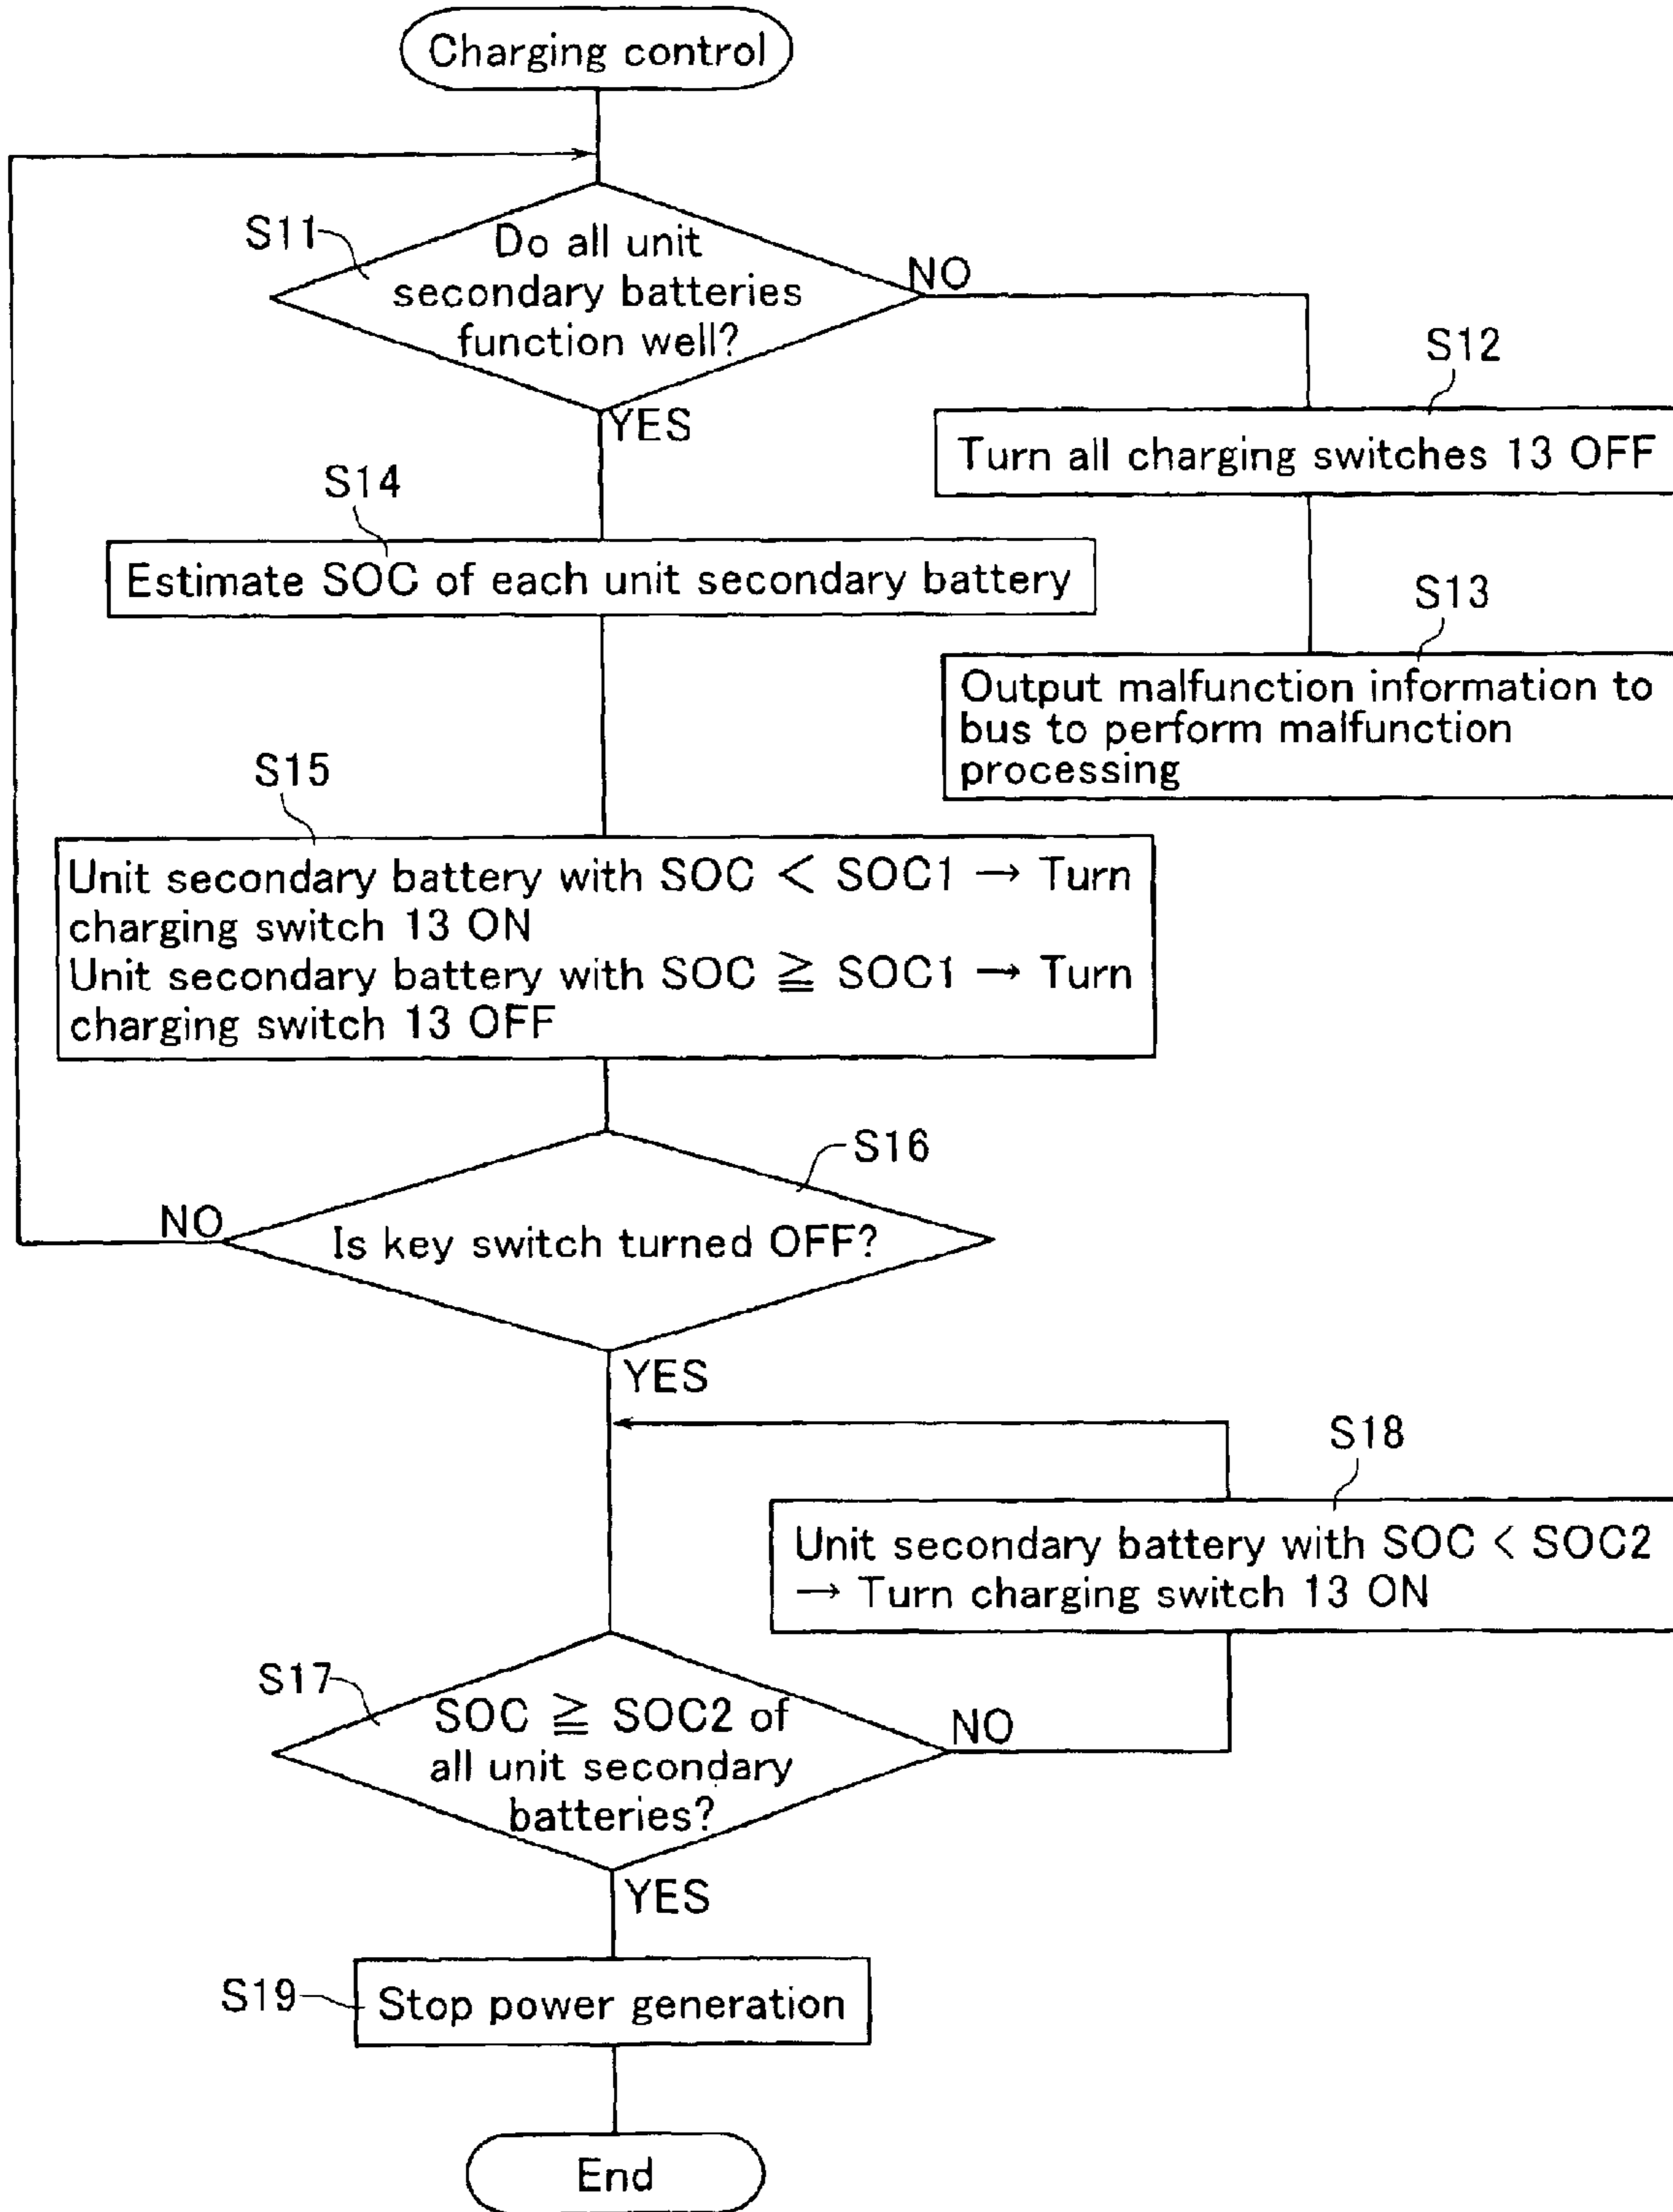 Charging control
S11
Do all unit
secondary batteries
function well?
NO
YES
S12
Turn all charging switches 13 OFF
S14
Estimate SOC of each unit secondary battery
S13
Output malfunction information to
bus to perform malfunction
processing
S15
Unit secondary battery with SOC < SOC1 → Turn
charging switch 13 ON
Unit secondary battery with SOC ≧ SOC1 → Turn
charging switch 13 OFF
S16
NO
Is key switch turned OFF?
YES
S18
Unit secondary battery with SOC < SOC2
→ Turn charging switch 13 ON
S17
SOC ≧ SOC2 of
all unit secondary
batteries?
NO
YES
S19
Stop power generation
End